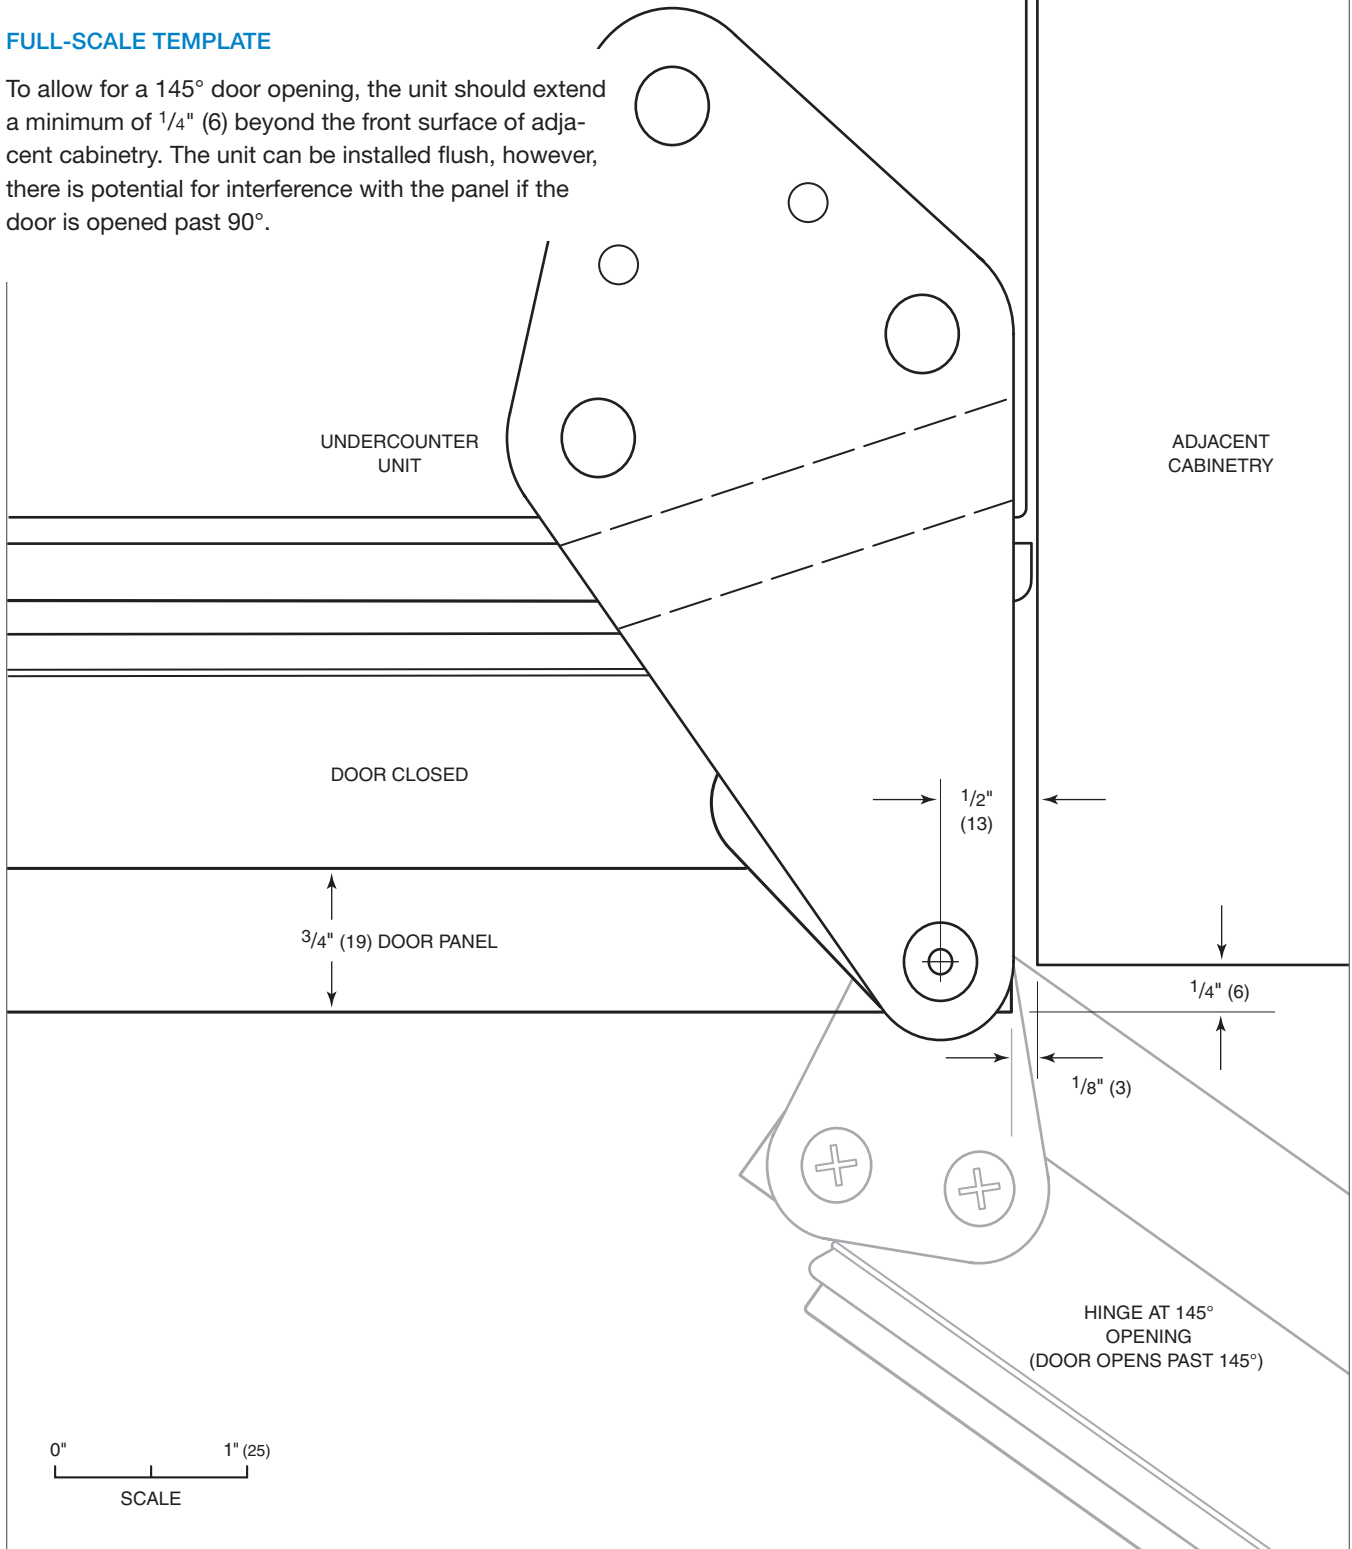 FULL-SCALE TEMPLATE
To allow for a 145° door opening, the unit should extend
a minimum of 1/4" (6) beyond the front surface of adja-
cent cabinetry. The unit can be installed flush, however,
there is potential for interference with the panel if the
door is opened past 90°.
UNDERCOUNTER
UNIT
ADJACENT
CABINETRY
DOOR CLOSED
1/2"
(13)
3/4" (19) DOOR PANEL
1/4" (6)
1/8" (3)
HINGE AT 145°
OPENING
(DOOR OPENS PAST 145°)
0" 1" (25)
SCALE